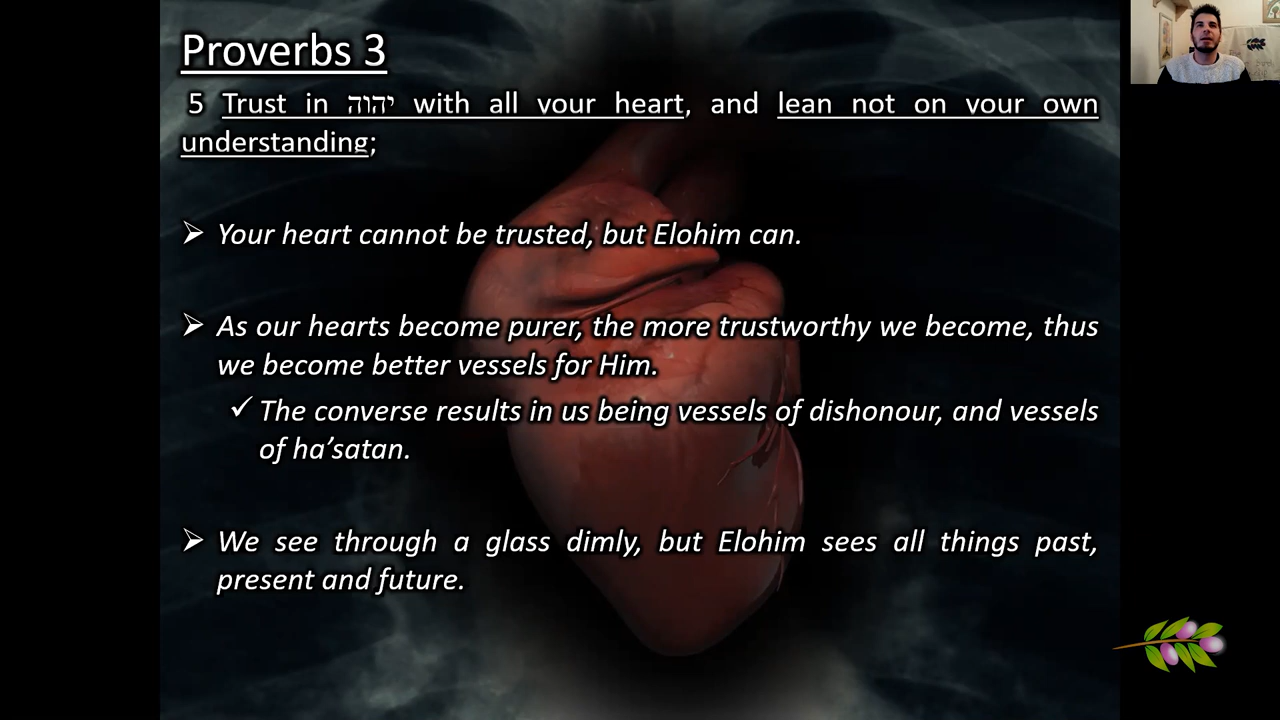 Proverbs 3
5 Trust in יהוה with all your heart, and lean not on your own
understanding;
➢ Your heart cannot be trusted, but Elohim can.
➢ As our hearts become purer, the more trustworthy we become, thus
we become better vessels for Him.
✓ The converse results in us being vessels of dishonour, and vessels
of ha’satan.
➢ We see through a glass dimly, but Elohim sees all things past,
present and future.